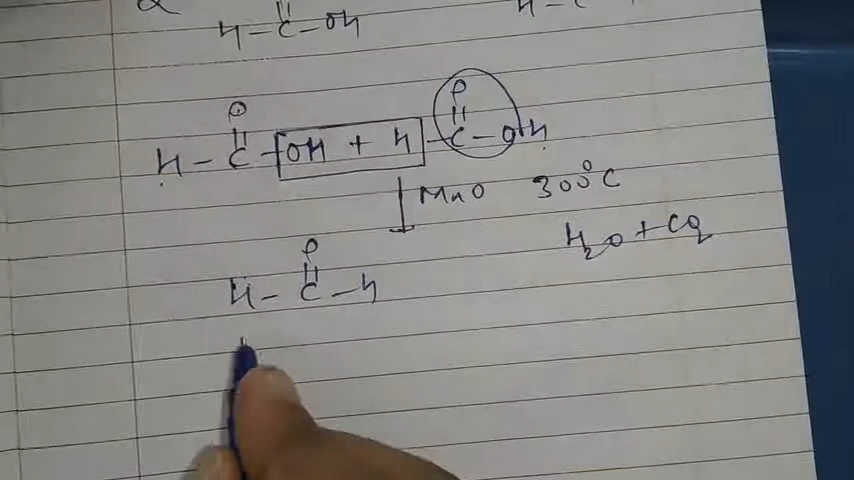 H-C-OH
H-C
O O
H-C-OH + H-C-OH
MnO 300°C
H2O + CO2
O
H-C-H